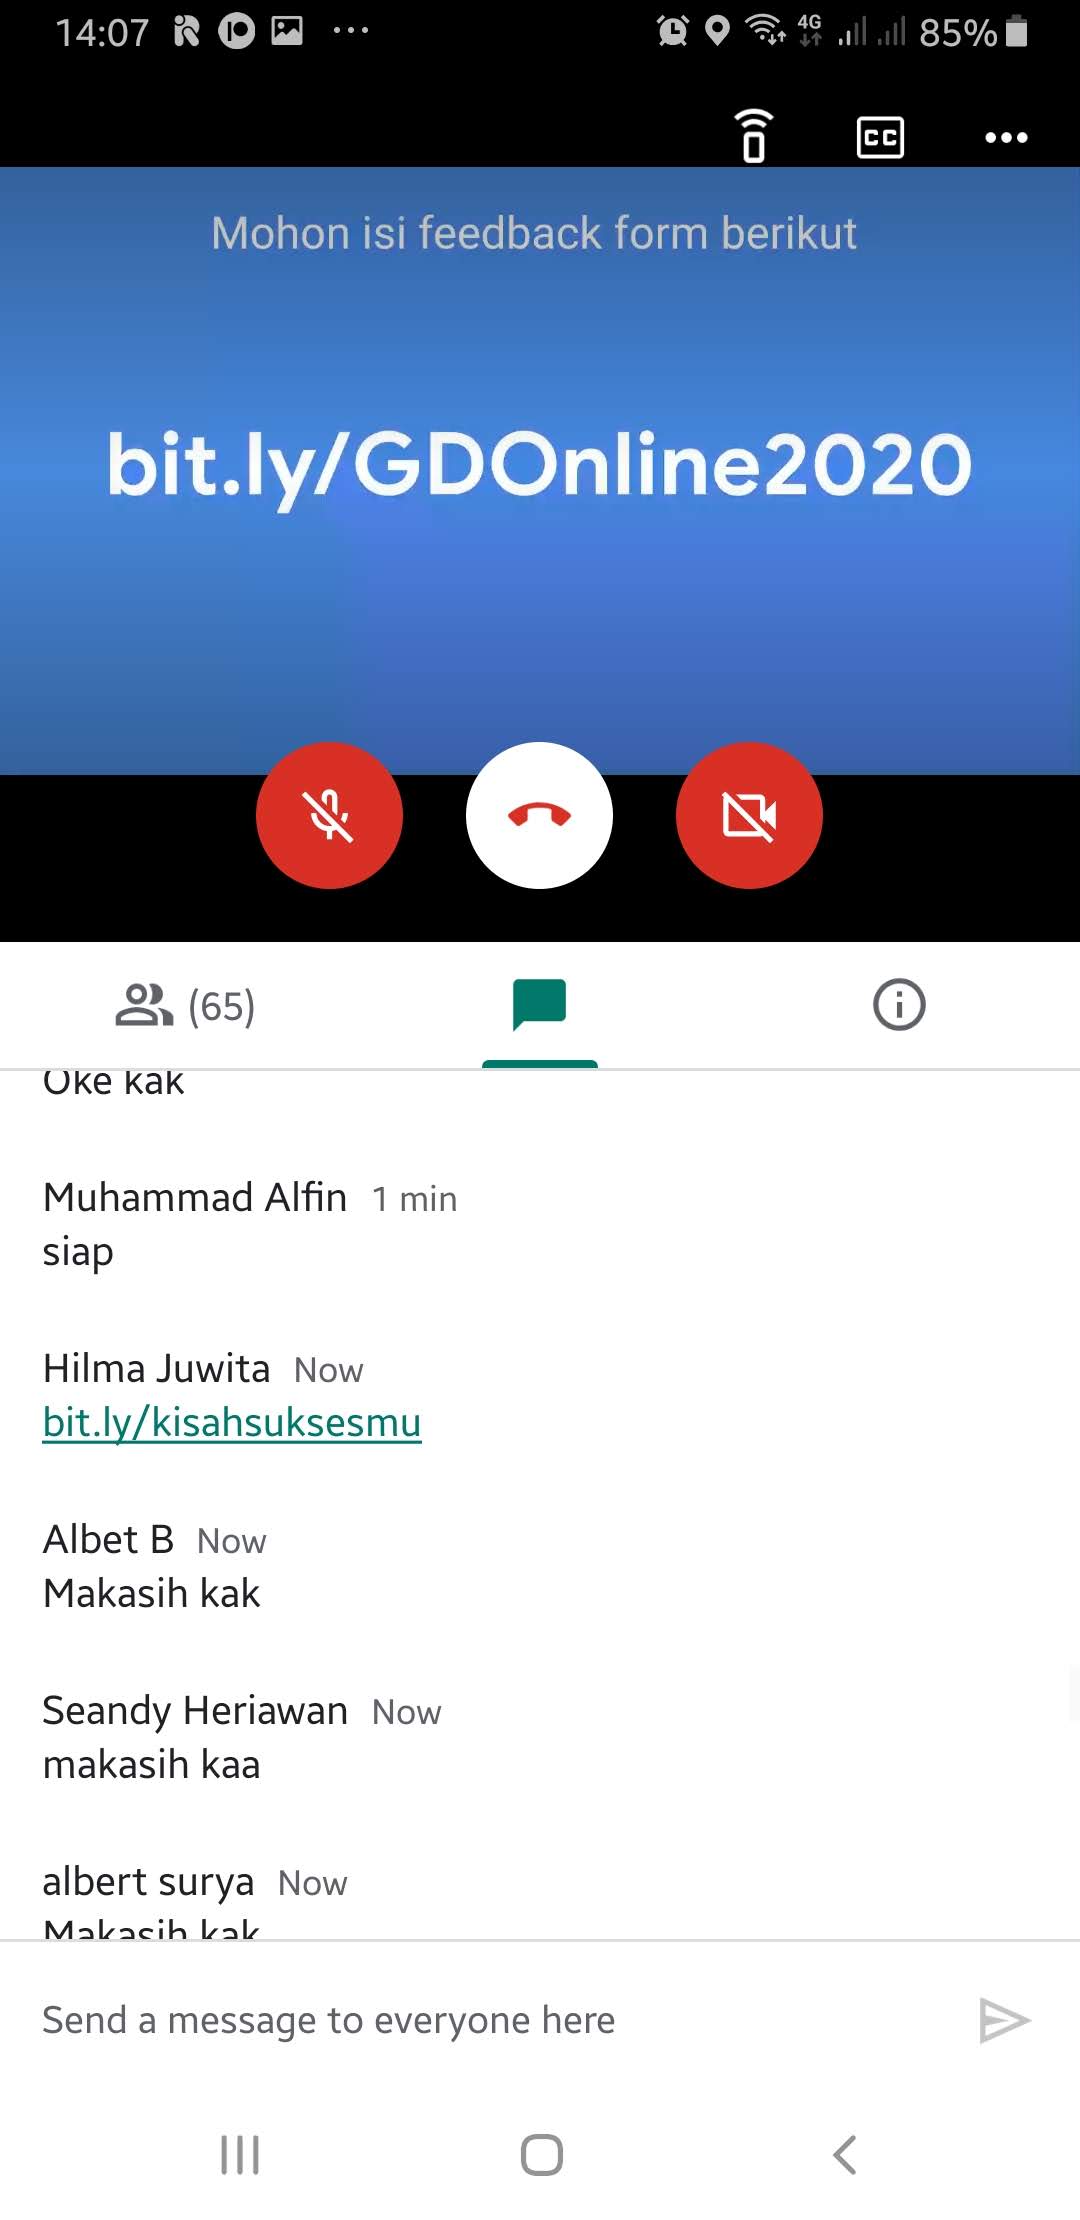 14:07
4G
85%
CC
Mohon isi feedback form berikut
bit.ly/GDOnline2020
(65)
Oke kak
Muhammad Alfin 1 min
siap
Hilma Juwita Now
bit.ly/kisahsuksesmu
Albet B Now
Makasih kak
Seandy Heriawan Now
makasih kaa
albert surya Now
Makasih kak
Send a message to everyone here